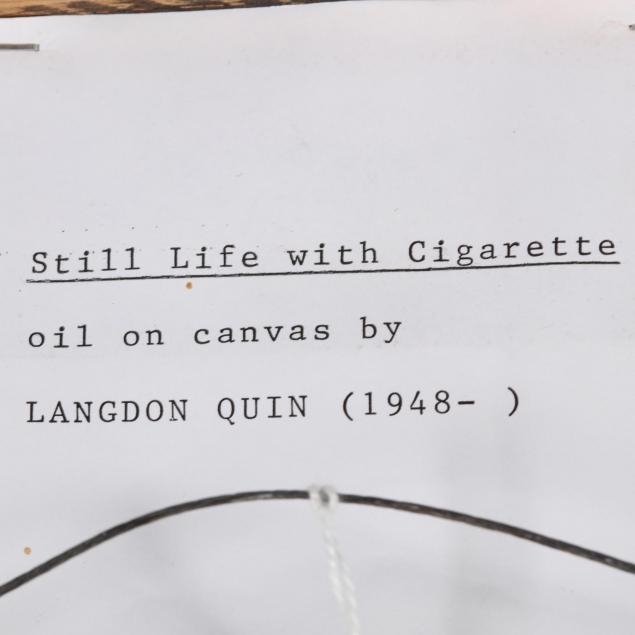 Still Life with Cigarette
oil on canvas by
LANGDON QUIN (1948- )